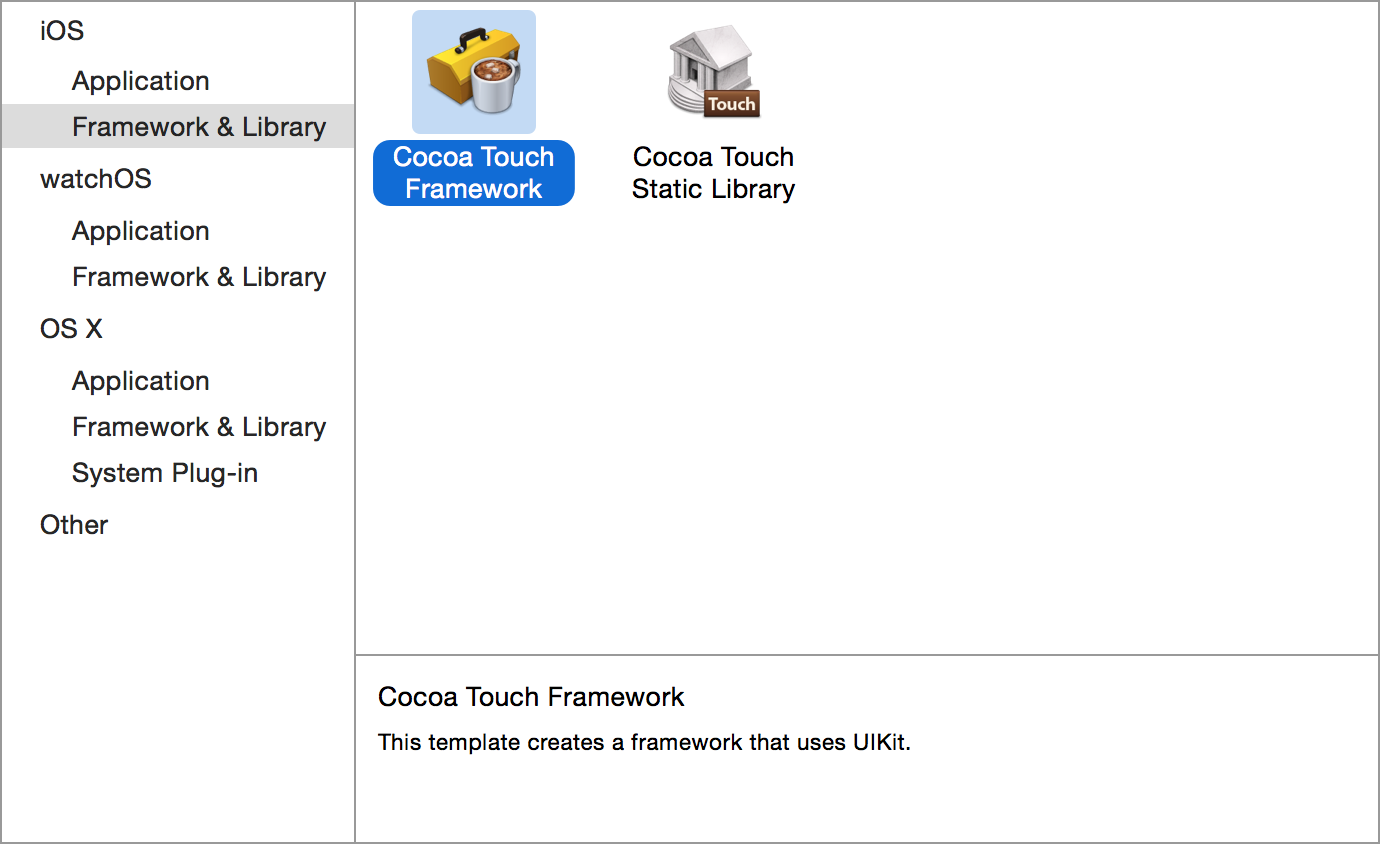 iOS
Application
Framework & Library
watchOS
Application
Framework & Library
OS X
Application
Framework & Library
System Plug-in
Other
Cocoa Touch
Framework
Touch
Cocoa Touch
Static Library
Cocoa Touch Framework
This template creates a framework that uses UIKit.